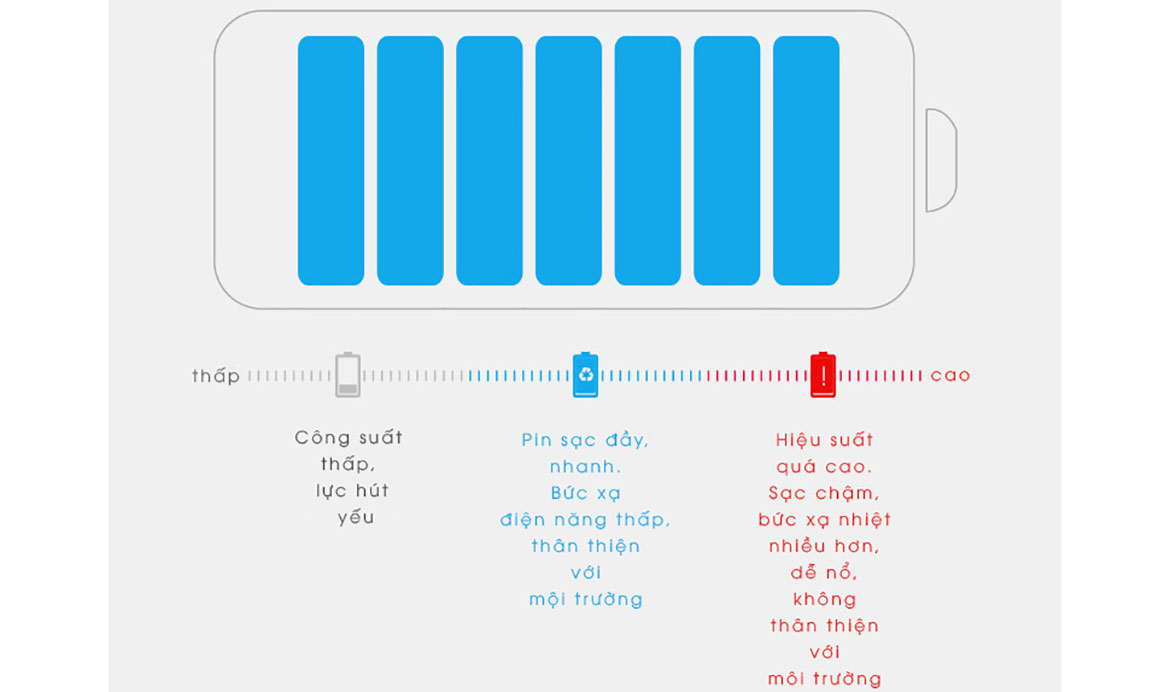 thấp
cao
Công suất
thấp,
lực hút
yếu
Pin sạc đầy,
nhanh.
Bức xạ
điện năng thấp,
thân thiện
với
mội trường
Hiệu suất
quá cao.
Sạc chậm,
bức xạ nhiệt
nhiều hơn,
dễ nổ,
không
thân thiện
với
môi trường